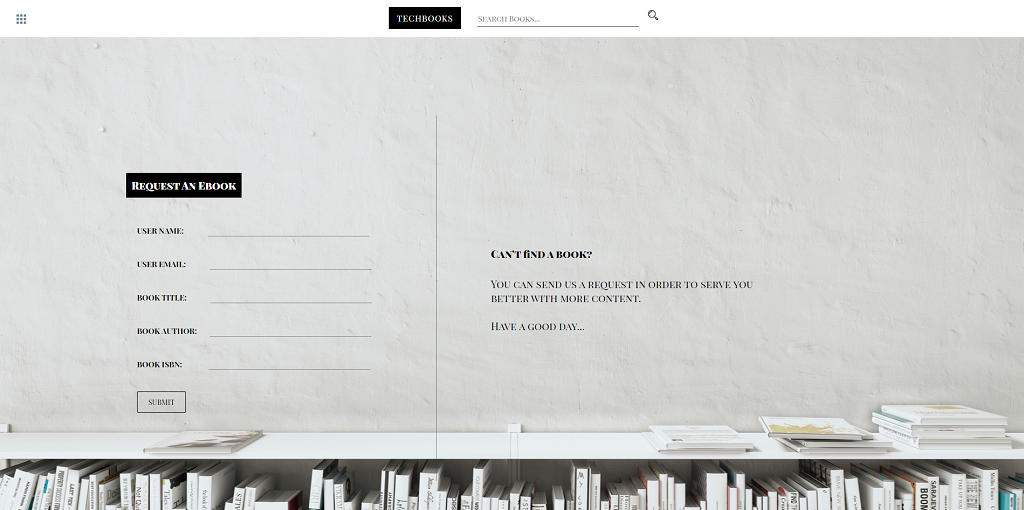 TECHBOOKS
Search Books...
Request An Ebook
USER NAME:
USER EMAIL:
BOOK TITLE:
BOOK AUTHOR:
BOOK ISBN:
SUBMIT
Can't find a book?
You can send us a request in order to serve you
better with more content.
Have a good day...